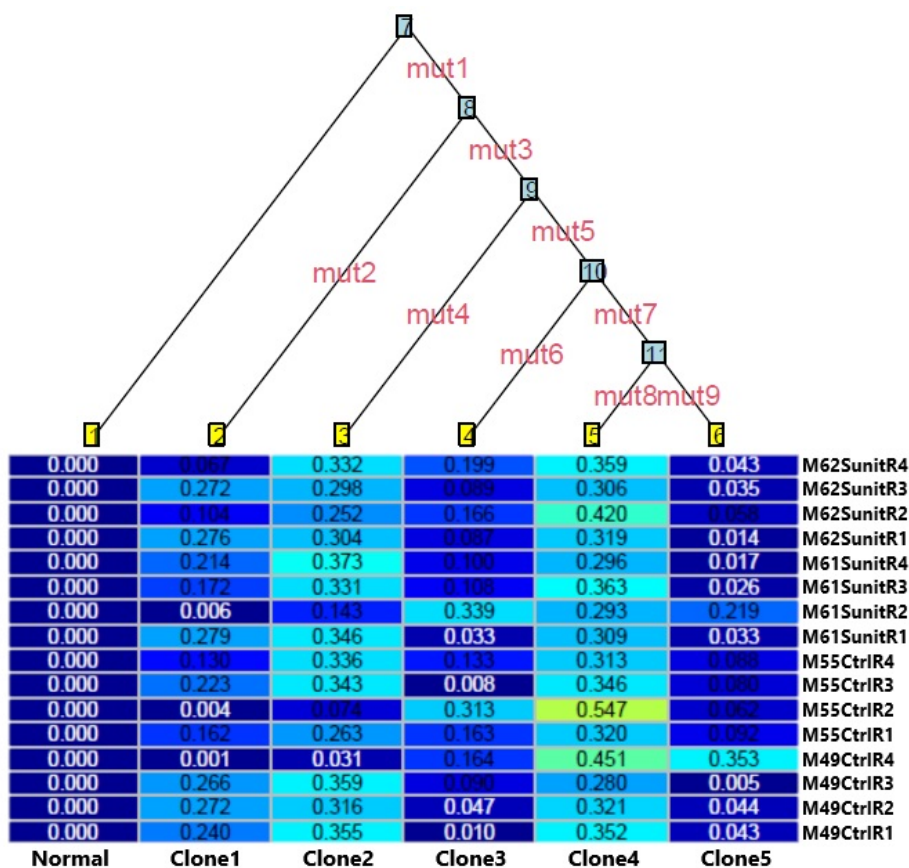 7
mut1
8
mut3
9
mut5
mut2
10
mut4
mut7
mut6
11
mut8mut9
1 2 3 4 5 6
0.000 0.067 0.332 0.199 0.359 0.043 M62SunitR4
0.000 0.272 0.298 0.089 0.306 0.035 M62SunitR3
0.000 0.104 0.252 0.166 0.420 0.058 M62SunitR2
0.000 0.276 0.304 0.087 0.319 0.014 M62SunitR1
0.000 0.214 0.373 0.100 0.296 0.017 M61SunitR4
0.000 0.172 0.331 0.108 0.363 0.026 M61SunitR3
0.000 0.006 0.143 0.339 0.293 0.219 M61SunitR2
0.000 0.279 0.346 0.033 0.309 0.033 M61SunitR1
0.000 0.130 0.336 0.133 0.313 0.088 M55CtrlR4
0.000 0.223 0.343 0.008 0.346 0.080 M55CtrlR3
0.000 0.004 0.074 0.313 0.547 0.062 M55CtrlR2
0.000 0.162 0.263 0.163 0.320 0.092 M55CtrlR1
0.000 0.001 0.031 0.164 0.451 0.353 M49CtrlR4
0.000 0.266 0.359 0.090 0.280 0.005 M49CtrlR3
0.000 0.272 0.316 0.047 0.321 0.044 M49CtrlR2
0.000 0.240 0.355 0.010 0.352 0.043 M49CtrlR1
Normal Clone1 Clone2 Clone3 Clone4 Clone5